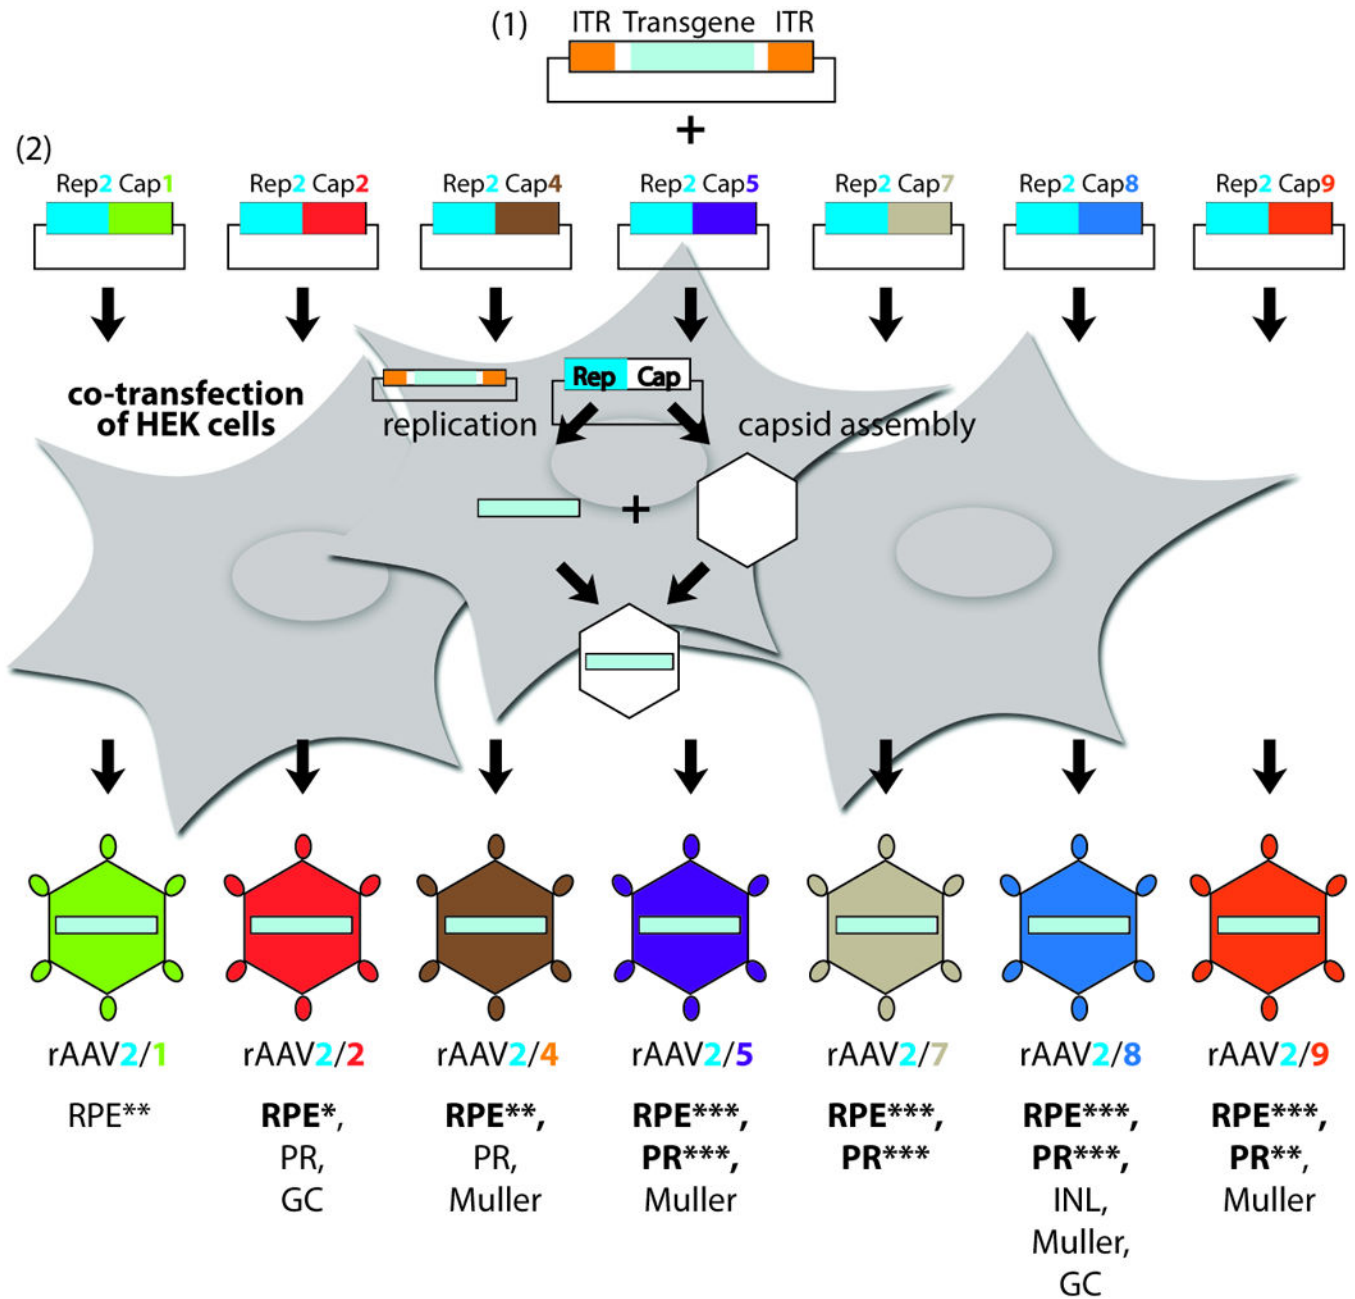 (1)
ITR Transgene ITR
+
(2)
Rep2 Cap1 Rep2 Cap2 Rep2 Cap4 Rep2 Cap5 Rep2 Cap7 Rep2 Cap8 Rep2 Cap9
co-transfection
of HEK cells
Rep Cap
replication
capsid assembly
+
rAAV2/1 rAAV2/2 rAAV2/4 rAAV2/5 rAAV2/7 rAAV2/8 rAAV2/9
RPE**
RPE*,
PR,
GC
RPE**,
PR,
Muller
RPE***,
PR***,
Muller
RPE***,
PR***
RPE***,
PR***,
INL,
Muller,
GC
RPE***,
PR**,
Muller